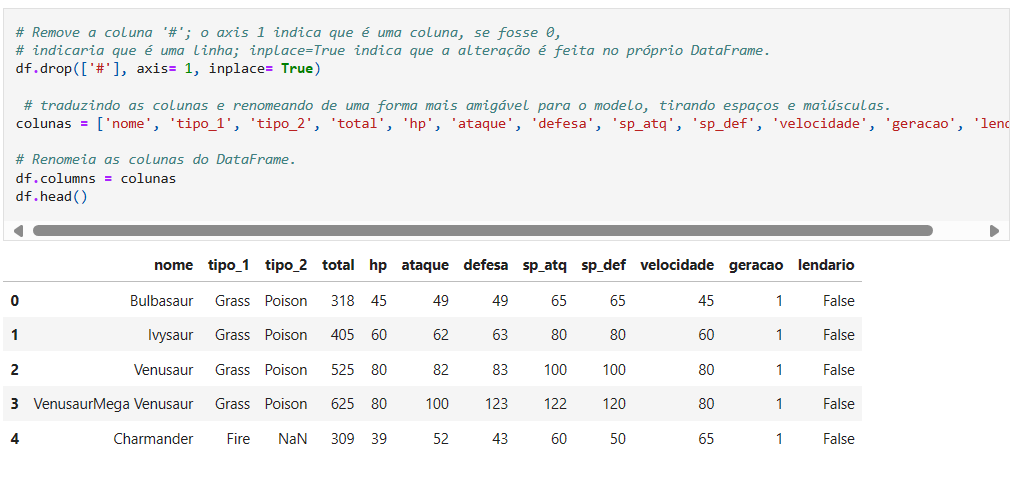 # Remove a coluna '#'; o axis 1 indica que é uma coluna, se fosse 0,
# indicaria que é uma linha; inplace=True indica que a alteração é feita no próprio DataFrame.
df.drop(['#'], axis= 1, inplace= True)
# traduzindo as colunas e renomeando de uma forma mais amigável para o modelo, tirando espaços e maiúsculas.
colunas = ['nome', 'tipo_1', 'tipo_2', 'total', 'hp', 'ataque', 'defesa', 'sp_atq', 'sp_def', 'velocidade', 'geracao',
# Renomeia as colunas do DataFrame.
df.columns = colunas
df.head()
nome tipo_1 tipo_2 total hp ataque defesa sp_atq sp_def velocidade geracao lendario
0 Bulbasaur Grass Poison 318 45 49 49 65 65 45 1 False
1 Ivysaur Grass Poison 405 60 62 63 80 80 60 1 False
2 Venusaur Grass Poison 525 80 82 83 100 100 80 1 False
3 VenusaurMega Venusaur Grass Poison 625 80 100 123 122 120 80 1 False
4 Charmander Fire NaN 309 39 52 43 60 50 65 1 False